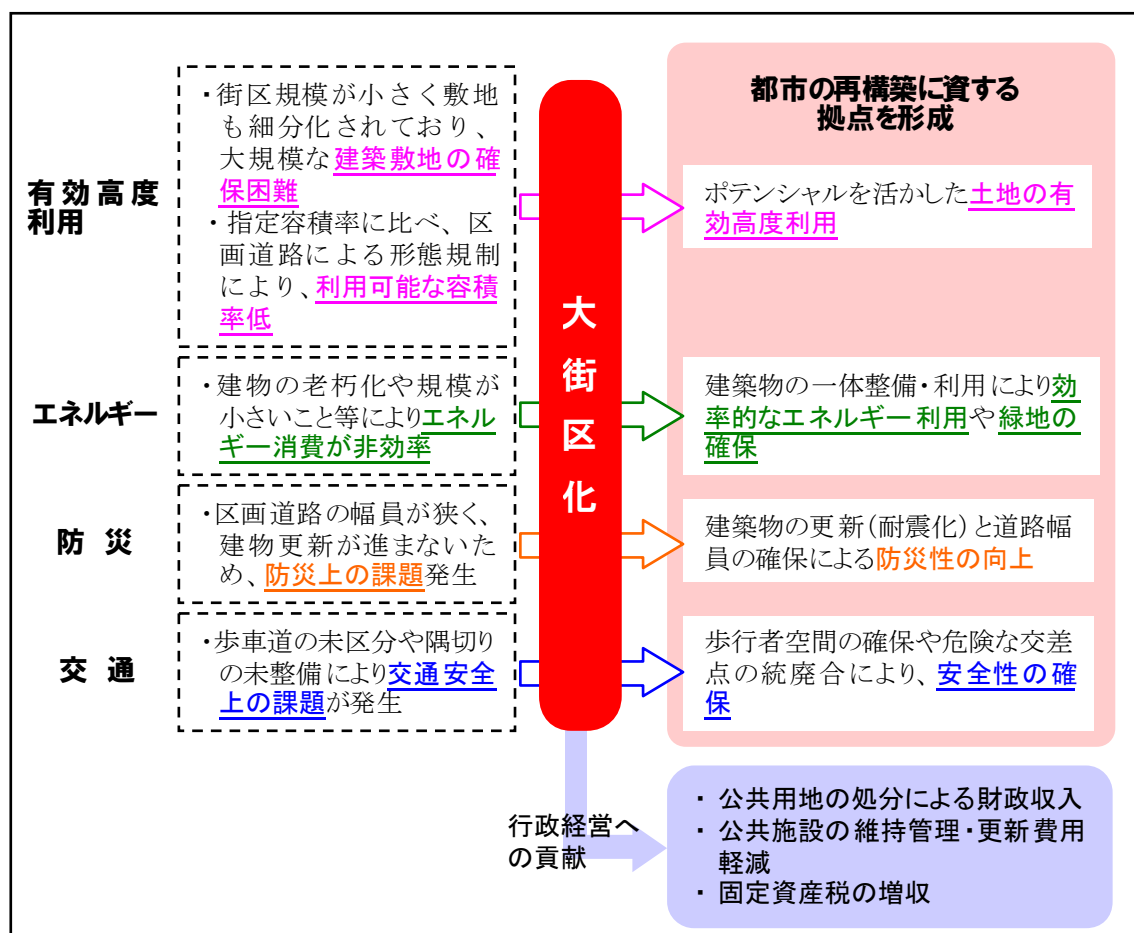 都市の再構築に資する
拠点を形成
有効高度
利用
・街区規模が小さく敷地
も細分化されており、
大規模な建築敷地の確
保困難
・指定容積率に比べ、区
画道路による形態規制
により、利用可能な容積
率低
ポテンシャルを活かした土地の有
効高度利用
大街区化
エネルギー
・建物の老朽化や規模が
小さいこと等によりエネル
ギー消費が非効率
建築物の一体整備・利用により効
率的なエネルギー利用や緑地の
確保
防災
・区画道路の幅員が狭く、
建物更新が進まないた
め、防災上の課題発生
建築物の更新(耐震化)と道路幅
員の確保による防災性の向上
交通
・歩車道の未区分や隅切り
の未整備により交通安全
上の課題が発生
歩行者空間の確保や危険な交差
点の統廃合により、安全性の確
保
行政経営へ
の貢献
・ 公共用地の処分による財政収入
・ 公共施設の維持管理・更新費用
軽減
・ 固定資産税の増収